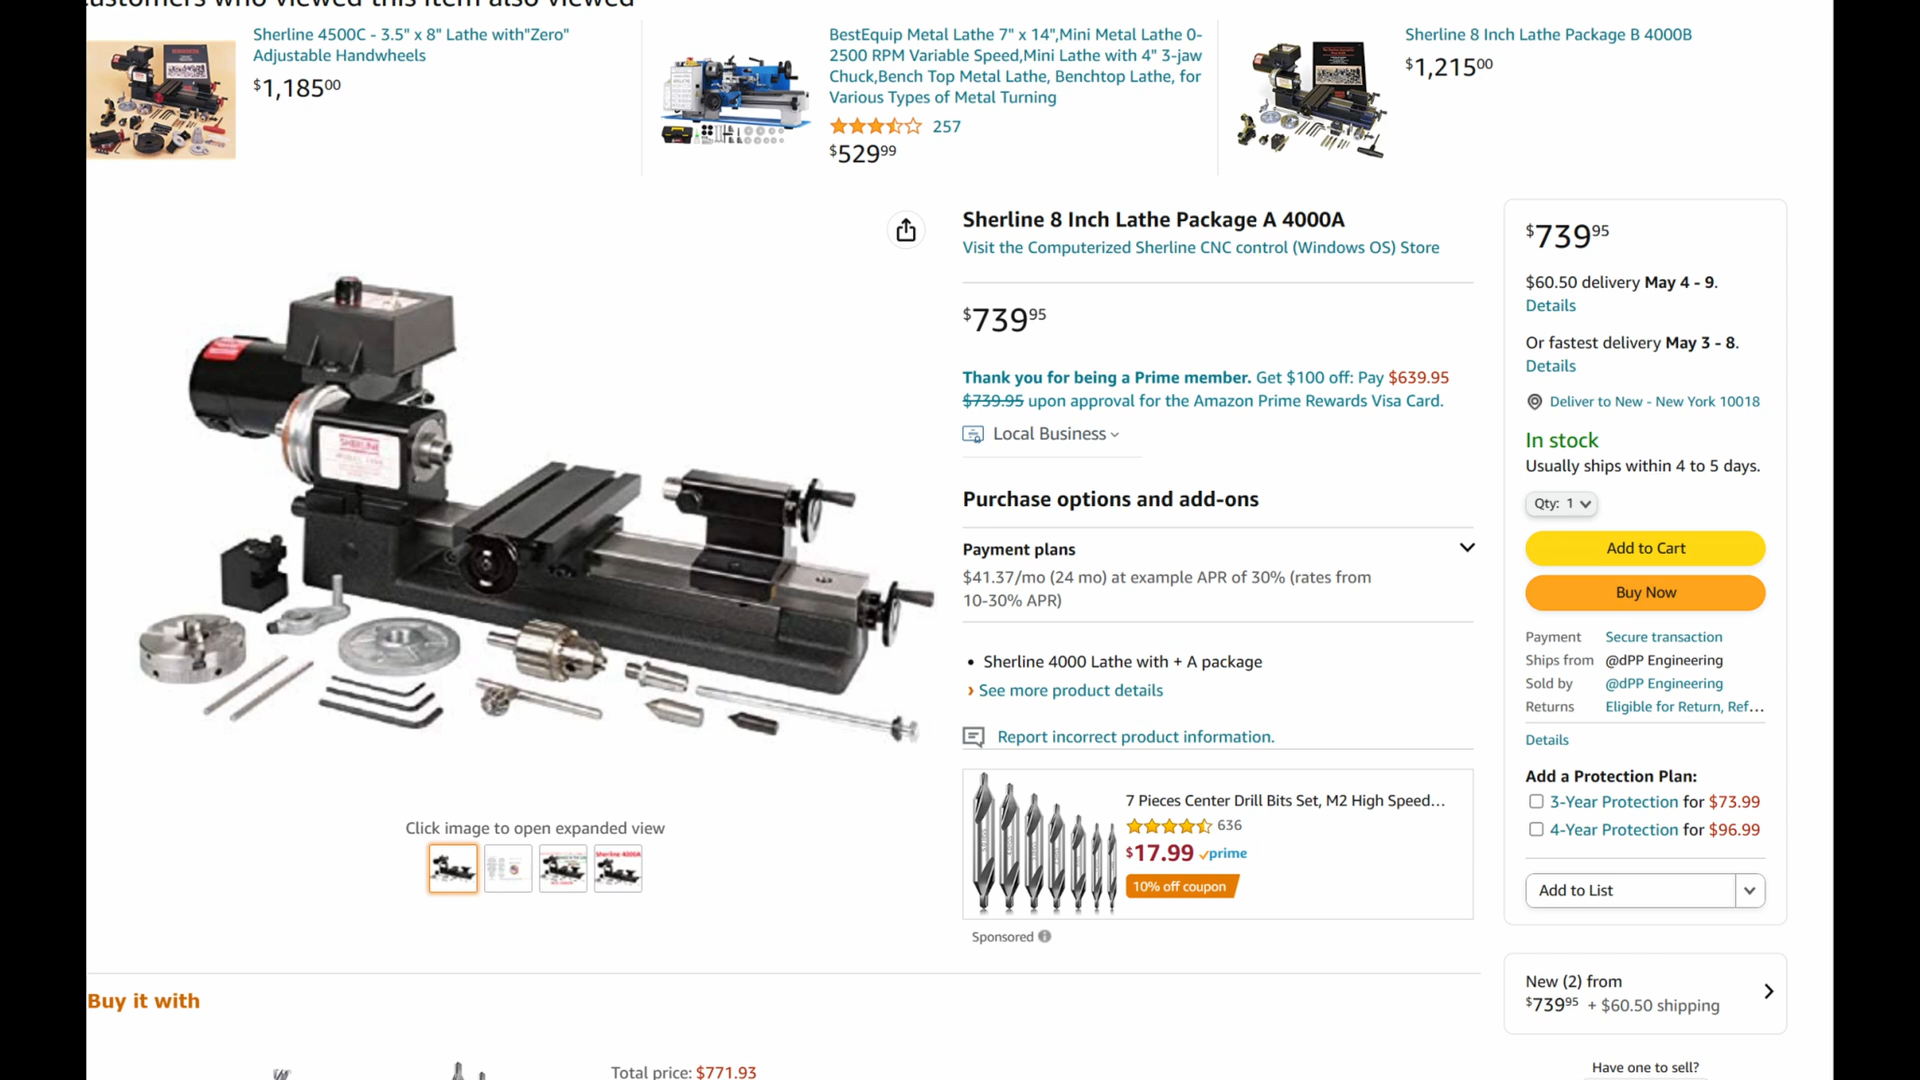 customers who viewed this item also viewed
Sherline 4500C - 3.5" x 8" Lathe with"Zero"
Adjustable Handwheels
$1,18500
BestEquip Metal Lathe 7" x 14",Mini Metal Lathe 0-
2500 RPM Variable Speed,Mini Lathe with 4" 3-jaw
Chuck,Bench Top Metal Lathe, Benchtop Lathe, for
Various Types of Metal Turning
257
$52999
Sherline 8 Inch Lathe Package B 4000B
$1,21500
Sherline 8 Inch Lathe Package A 4000A
Visit the Computerized Sherline CNC control (Windows OS) Store
$73995
Thank you for being a Prime member. Get $100 off: Pay $639.95
$739.95 upon approval for the Amazon Prime Rewards Visa Card.
Local Business
Purchase options and add-ons
Payment plans
$41.37/mo (24 mo) at example APR of 30% (rates from
10-30% APR)
• Sherline 4000 Lathe with + A package
› See more product details
Report incorrect product information.
7 Pieces Center Drill Bits Set, M2 High Speed...
636
$17.99 prime
10% off coupon
Sponsored
SHERLINE
Click image to open expanded view
Sherline 4000A
Buy it with
Total price: $771.93
$73995
$60.50 delivery May 4 - 9.
Details
Or fastest delivery May 3 - 8.
Details
Deliver to New - New York 10018
In stock
Usually ships within 4 to 5 days.
Qty: 1
Add to Cart
Buy Now
Payment Secure transaction
Ships from @dPP Engineering
Sold by @dPP Engineering
Returns Eligible for Return, Ref...
Details
Add a Protection Plan:
3-Year Protection for $73.99
4-Year Protection for $96.99
Add to List
New (2) from
$73995 + $60.50 shipping
Have one to sell?